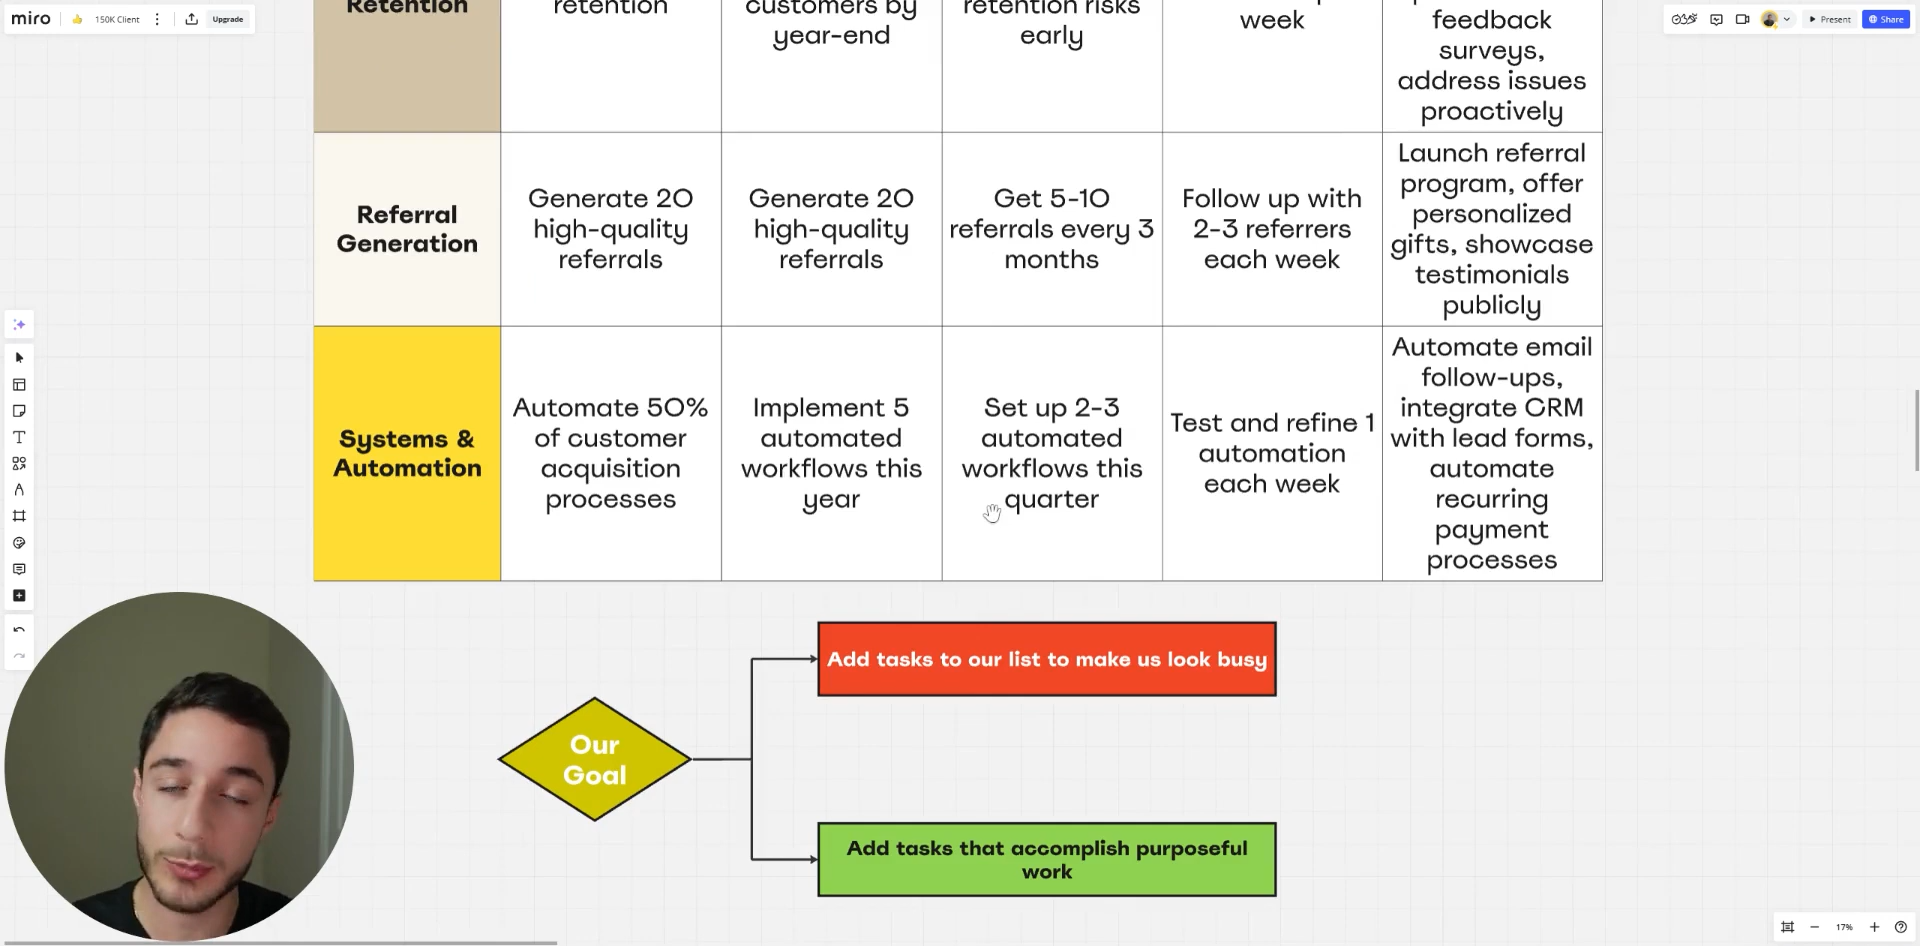 miro
150K Client
Upgrade
Present
Share
Retention
retention
customers by
year-end
retention risks
early
week
feedback
surveys,
address issues
proactively
Referral
Generation
Generate 20
high-quality
referrals
Generate 20
high-quality
referrals
Get 5-10
referrals every 3
months
Follow up with
2-3 referrers
each week
Launch referral
program, offer
personalized
gifts, showcase
testimonials
publicly
Systems &
Automation
Automate 50%
of customer
acquisition
processes
Implement 5
automated
workflows this
year
Set up 2-3
automated
workflows this
quarter
Test and refine 1
automation
each week
Automate email
follow-ups,
integrate CRM
with lead forms,
automate
recurring
payment
processes
Our
Goal
Add tasks to our list to make us look busy
Add tasks that accomplish purposeful
work
17%